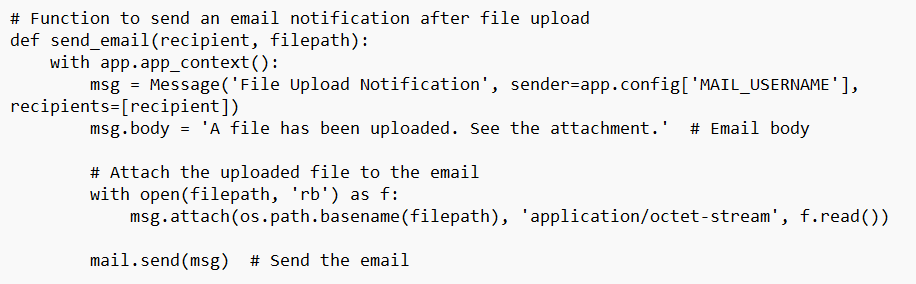 # Function to send an email notification after file upload
def send_email(recipient, filepath):
    with app.app_context():
        msg = Message('File Upload Notification', sender=app.config['MAIL_USERNAME'],
recipients=[recipient])
        msg.body = 'A file has been uploaded. See the attachment.'  # Email body

        # Attach the uploaded file to the email
        with open(filepath, 'rb') as f:
            msg.attach(os.path.basename(filepath), 'application/octet-stream', f.read())

        mail.send(msg)  # Send the email